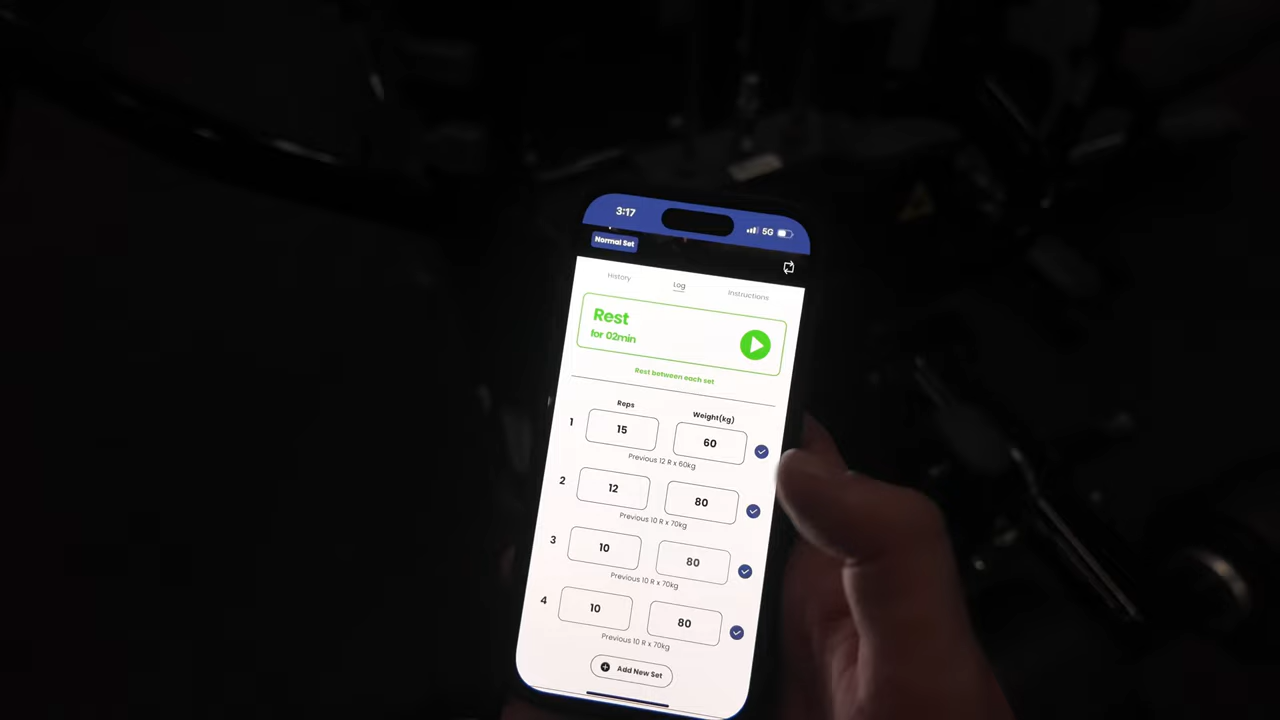 3:17
5G
Normal Set
History Log Instructions
Rest
for 02min
Rest between each set
Reps Weight(kg)
1 15 60
Previous 12 R x 60kg
2 12 80
Previous 10 R x 70kg
3 10 80
Previous 10 R x 70kg
4 10 80
Previous 10 R x 70kg
Add New Set